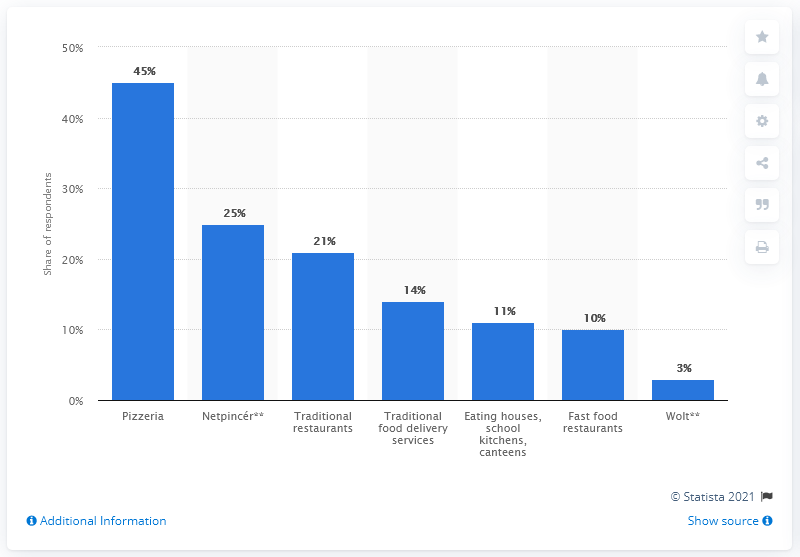 50%
40%
30%
20%
10%
0%
Share of respondents
45%
25%
21%
14%
11%
10%
3%
Pizzeria
Netpincér**
Traditional
restaurants
Traditional
food delivery
services
Eating houses,
school
kitchens,
canteens
Fast food
restaurants
Wolt**
© Statista 2021
Additional Information
Show source